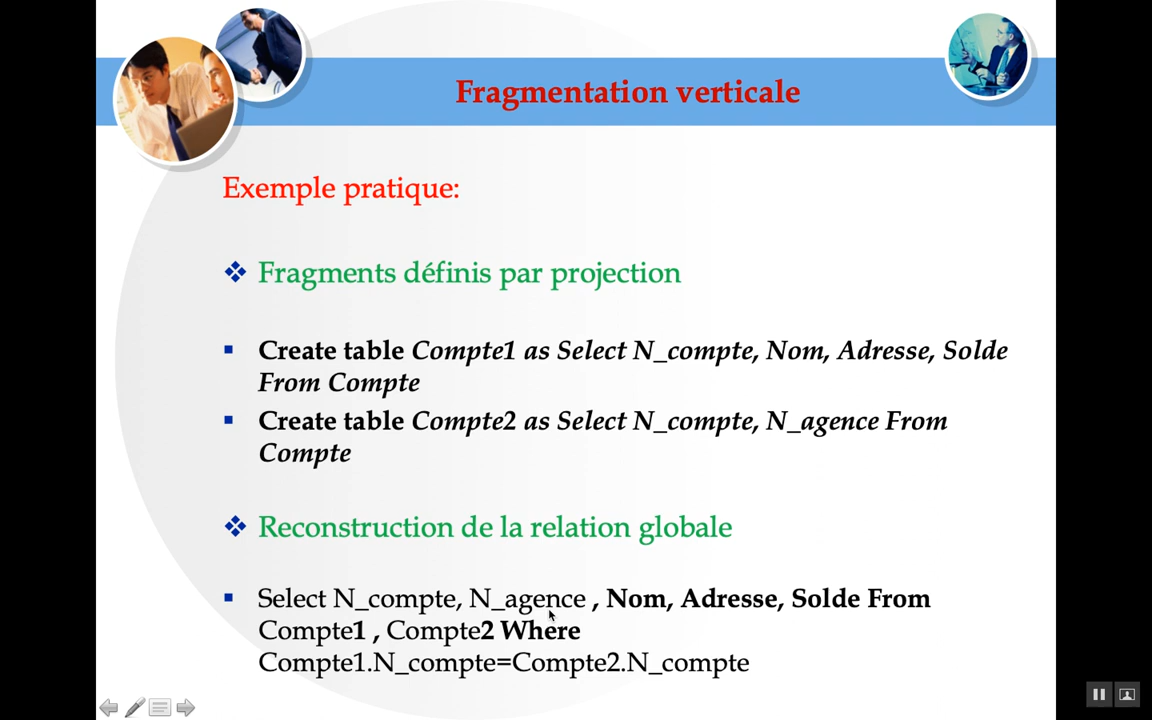 Fragmentation verticale
Exemple pratique:
❖ Fragments définis par projection
▪ Create table Compte1 as Select N_compte, Nom, Adresse, Solde
From Compte
▪ Create table Compte2 as Select N_compte, N_agence From
Compte
❖ Reconstruction de la relation globale
▪ Select N_compte, N_agence , Nom, Adresse, Solde From
Compte1 , Compte2 Where
Compte1.N_compte=Compte2.N_compte